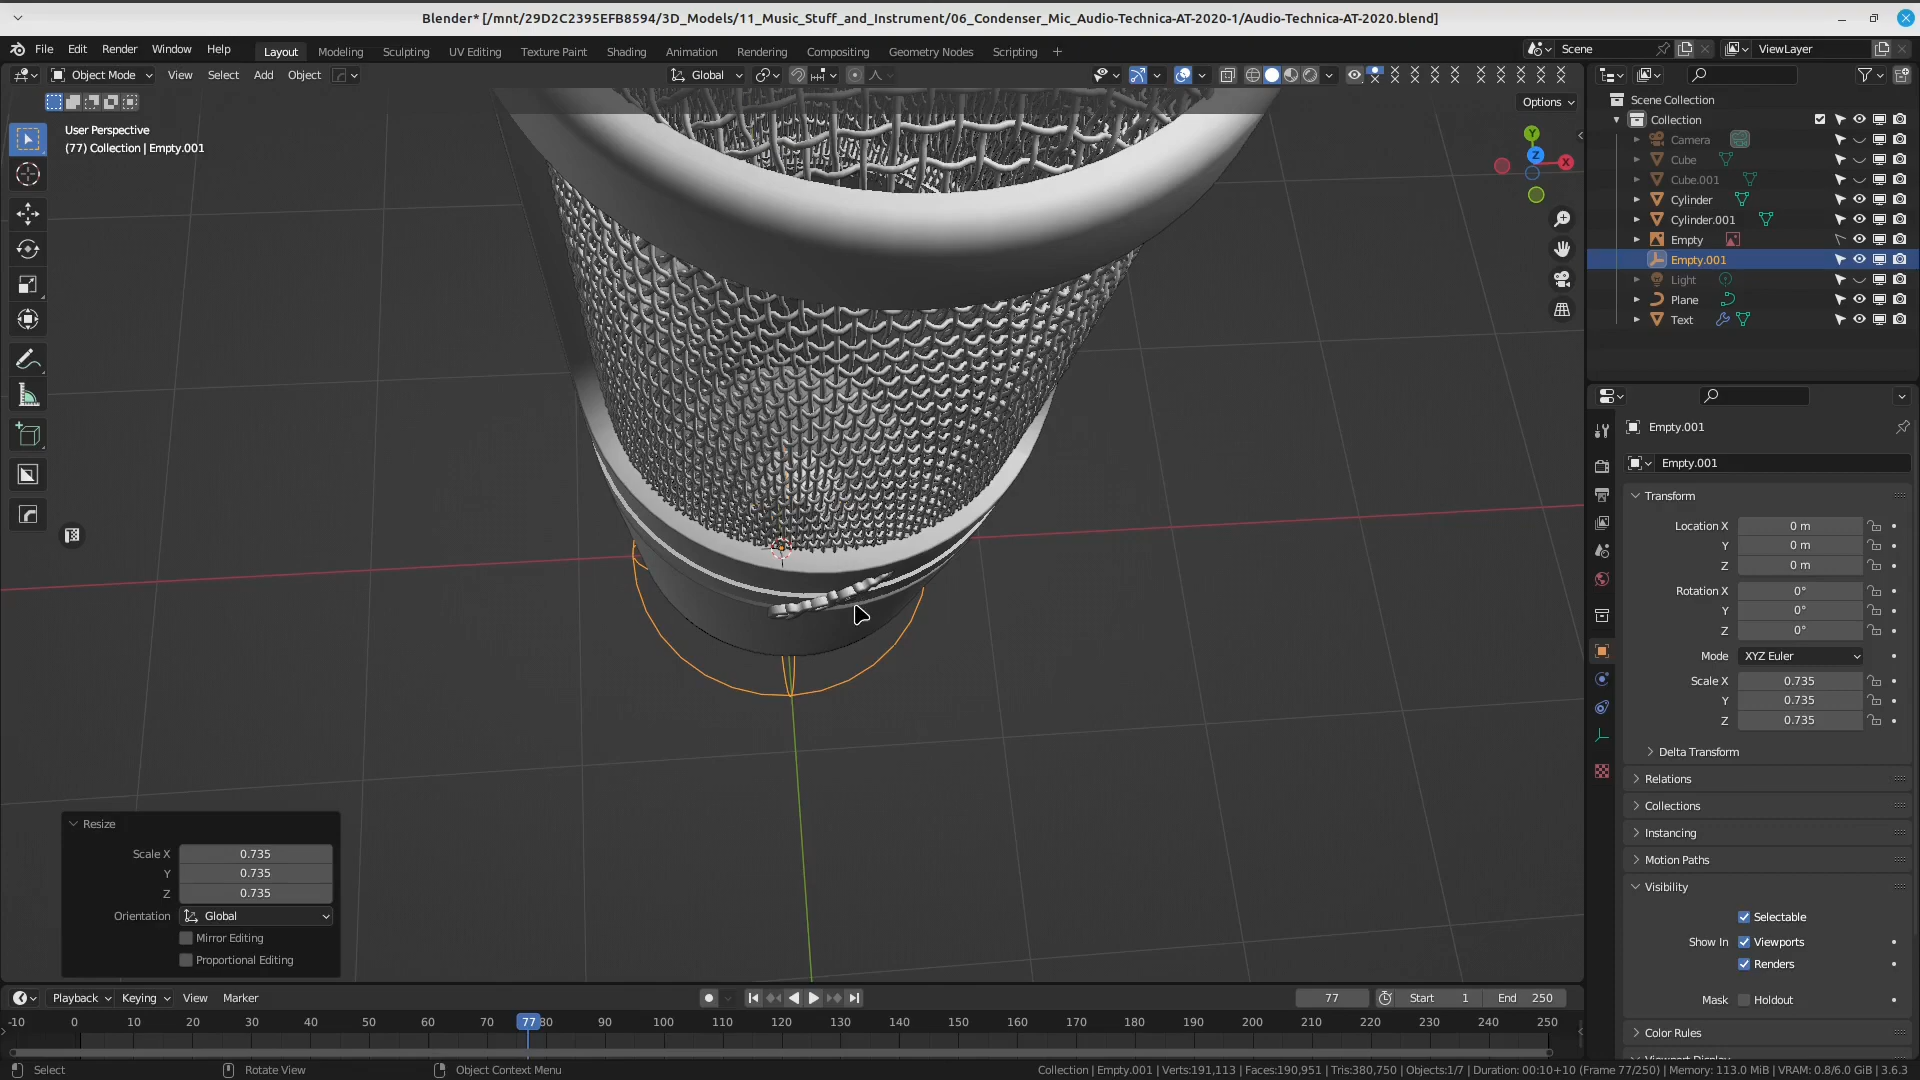 Blender* [/mnt/29D2C2395EFB8594/3D_Models/11_Music_Stuff_and_Instrument/06_Condenser_Mic_Audio-Technica-AT-2020-1/Audio-Technica-AT-2020.blend]
File Edit Render Window Help Layout Modeling Sculpting UV Editing Texture Paint Shading Animation Rendering Compositing Geometry Nodes Scripting + Scene ViewLayer
Object Mode View Select Add Object Global
Options
User Perspective
(77) Collection | Empty.001
Y
Z
X
Scene Collection
Collection
Camera
Cube
Cube.001
Cylinder
Cylinder.001
Empty
Empty.001
Light
Plane
Text
Empty.001
Empty.001
Transform
Location X 0 m
Y 0 m
Z 0 m
Rotation X 0°
Y 0°
Z 0°
Mode XYZ Euler
Scale X 0.735
Y 0.735
Z 0.735
Delta Transform
Relations
Collections
Instancing
Motion Paths
Visibility
Selectable
Show In Viewports
Renders
Mask Holdout
Color Rules
Viewport Display
Resize
Scale X 0.735
Y 0.735
Z 0.735
Orientation Global
Mirror Editing
Proportional Editing
Playback Keying View Marker 77 Start 1 End 250
-10 0 10 20 30 40 50 60 70 77 80 90 100 110 120 130 140 150 160 170 180 190 200 210 220 230 240 250
Select Rotate View Object Context Menu Collection | Empty.001 | Verts:191,113 | Faces:190,951 | Tris:380,750 | Objects:1/7 | Duration: 00:10+10 (Frame 77/250) | Memory: 113.0 MiB | VRAM: 0.8/6.0 GiB | 3.6.3